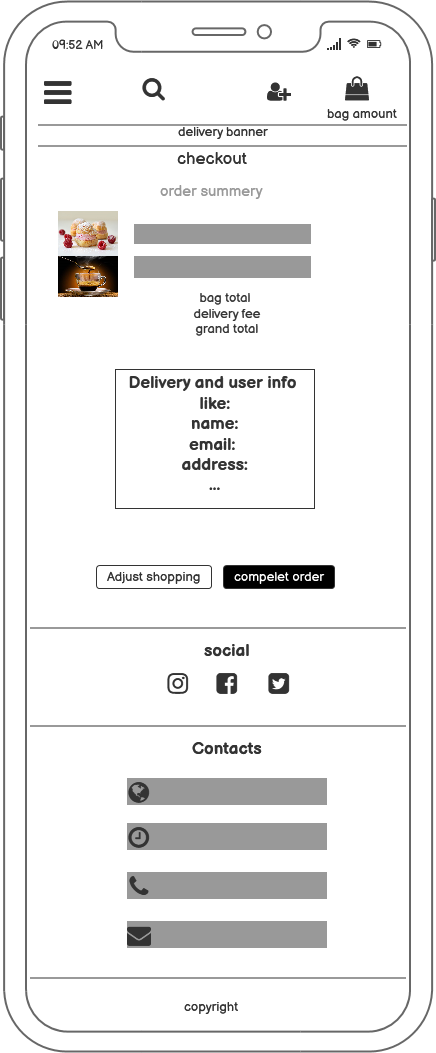 09:52 AM
bag amount
delivery banner
checkout
order summery
bag total
delivery fee
grand total
Delivery and user info
like:
name:
email:
address:
...
Adjust shopping
compelet order
social
Contacts
copyright